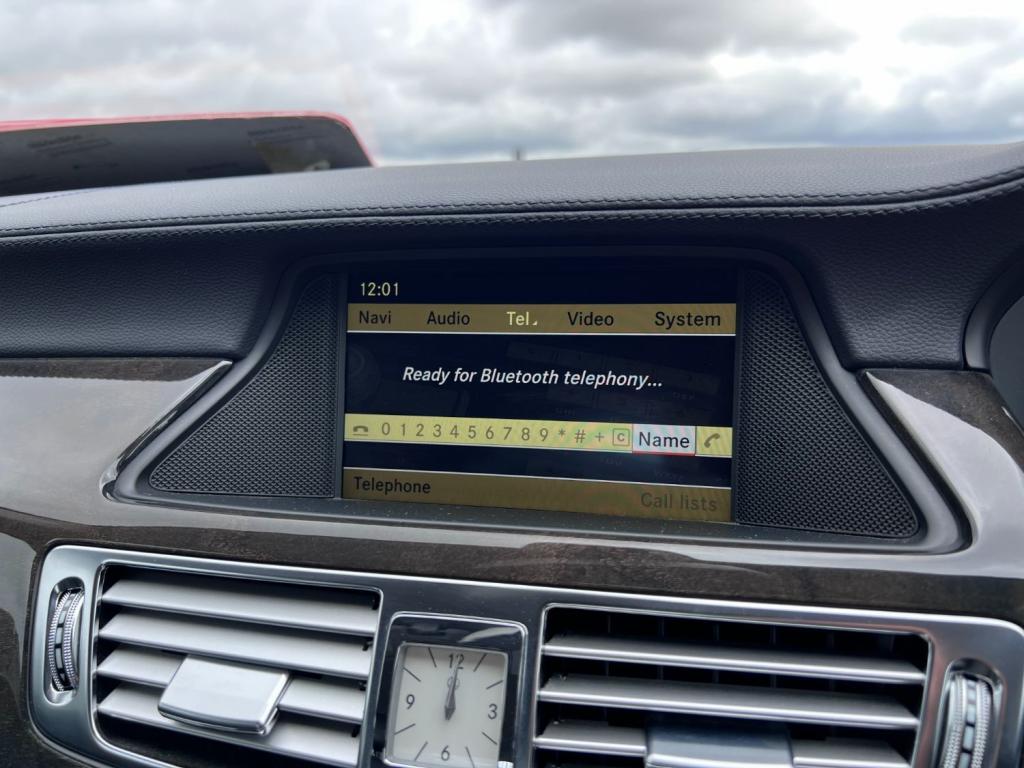 12:01
Navi Audio Tel Video System
Ready for Bluetooth telephony...
0 1 2 3 4 5 6 7 8 9 * # + C Name
Telephone Call lists
12
9 3
6